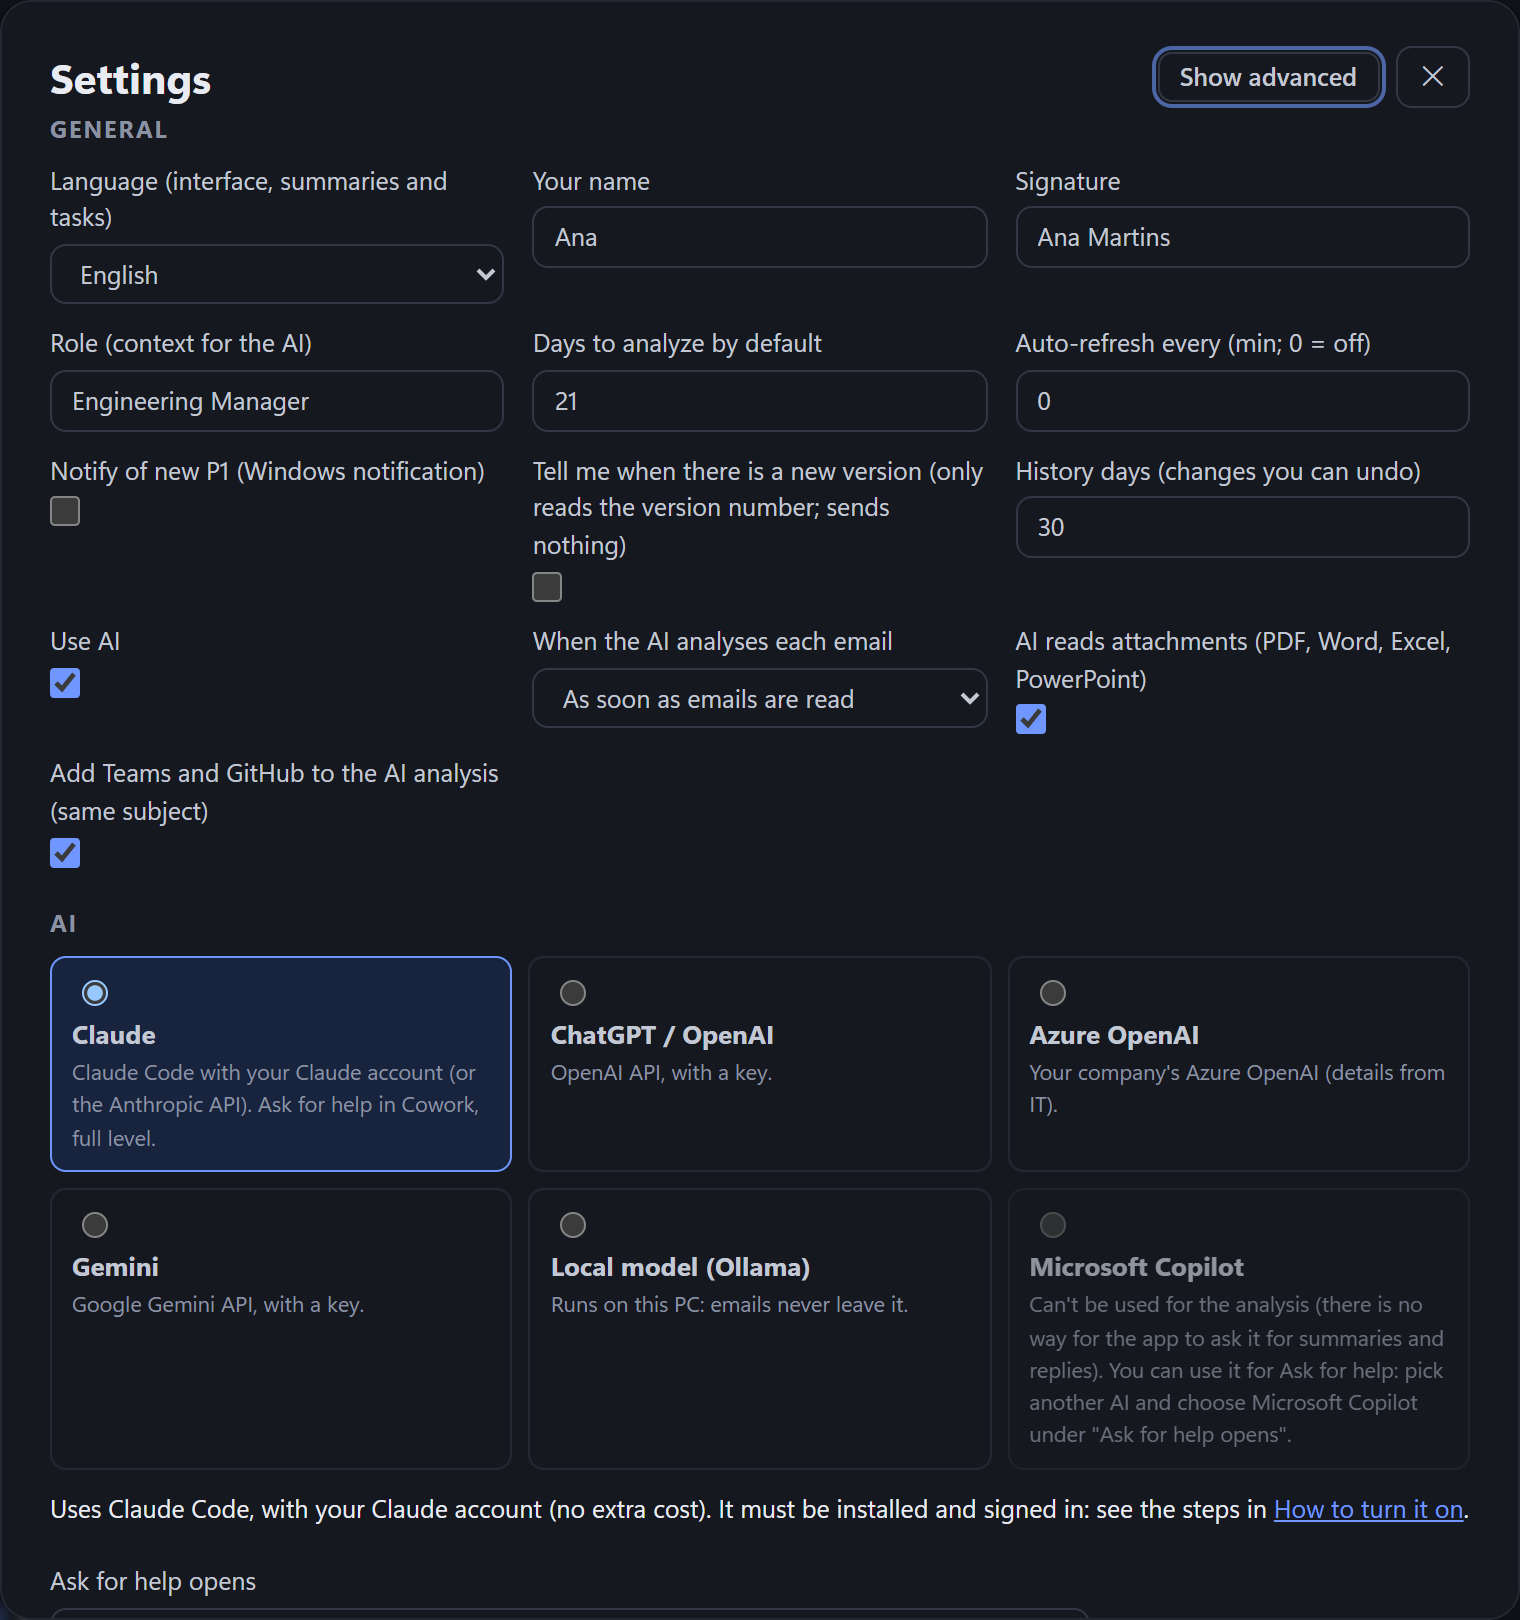 Settings
Show advanced
GENERAL
Language (interface, summaries and
tasks)
English
Your name
Ana
Signature
Ana Martins
Role (context for the AI)
Engineering Manager
Days to analyze by default
21
Auto-refresh every (min; 0 = off)
0
Notify of new P1 (Windows notification)
Tell me when there is a new version (only
reads the version number; sends
nothing)
History days (changes you can undo)
30
Use AI
When the AI analyses each email
As soon as emails are read
AI reads attachments (PDF, Word, Excel,
PowerPoint)
Add Teams and GitHub to the AI analysis
(same subject)
AI
Claude
Claude Code with your Claude account (or
the Anthropic API). Ask for help in Cowork,
full level.
ChatGPT / OpenAI
OpenAI API, with a key.
Azure OpenAI
Your company's Azure OpenAI (details from
IT).
Gemini
Google Gemini API, with a key.
Local model (Ollama)
Runs on this PC: emails never leave it.
Microsoft Copilot
Can't be used for the analysis (there is no
way for the app to ask it for summaries and
replies). You can use it for Ask for help: pick
another AI and choose Microsoft Copilot
under "Ask for help opens".
Uses Claude Code, with your Claude account (no extra cost). It must be installed and signed in: see the steps in How to turn it on.
Ask for help opens